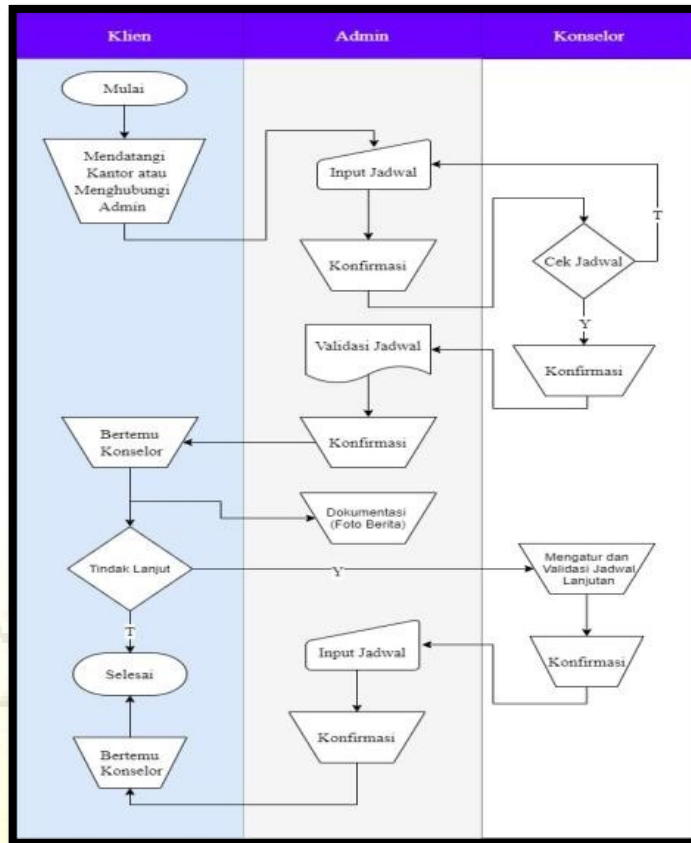 Klien
Admin
Konselor
Mulai
Mendatangi
Kantor atau
Menghubungi
Admin
Input Jadwal
T
Konfirmasi
Cek Jadwal
Y
Validasi Jadwal
Konfirmasi
Bertemu
Konselor
Konfirmasi
Dokumentasi
(Foto Berita)
Tindak Lanjut
Y
Mengatur dan
Validasi Jadwal
Lanjutan
T
Input Jadwal
Konfirmasi
Selesai
Konfirmasi
Bertemu
Konselor